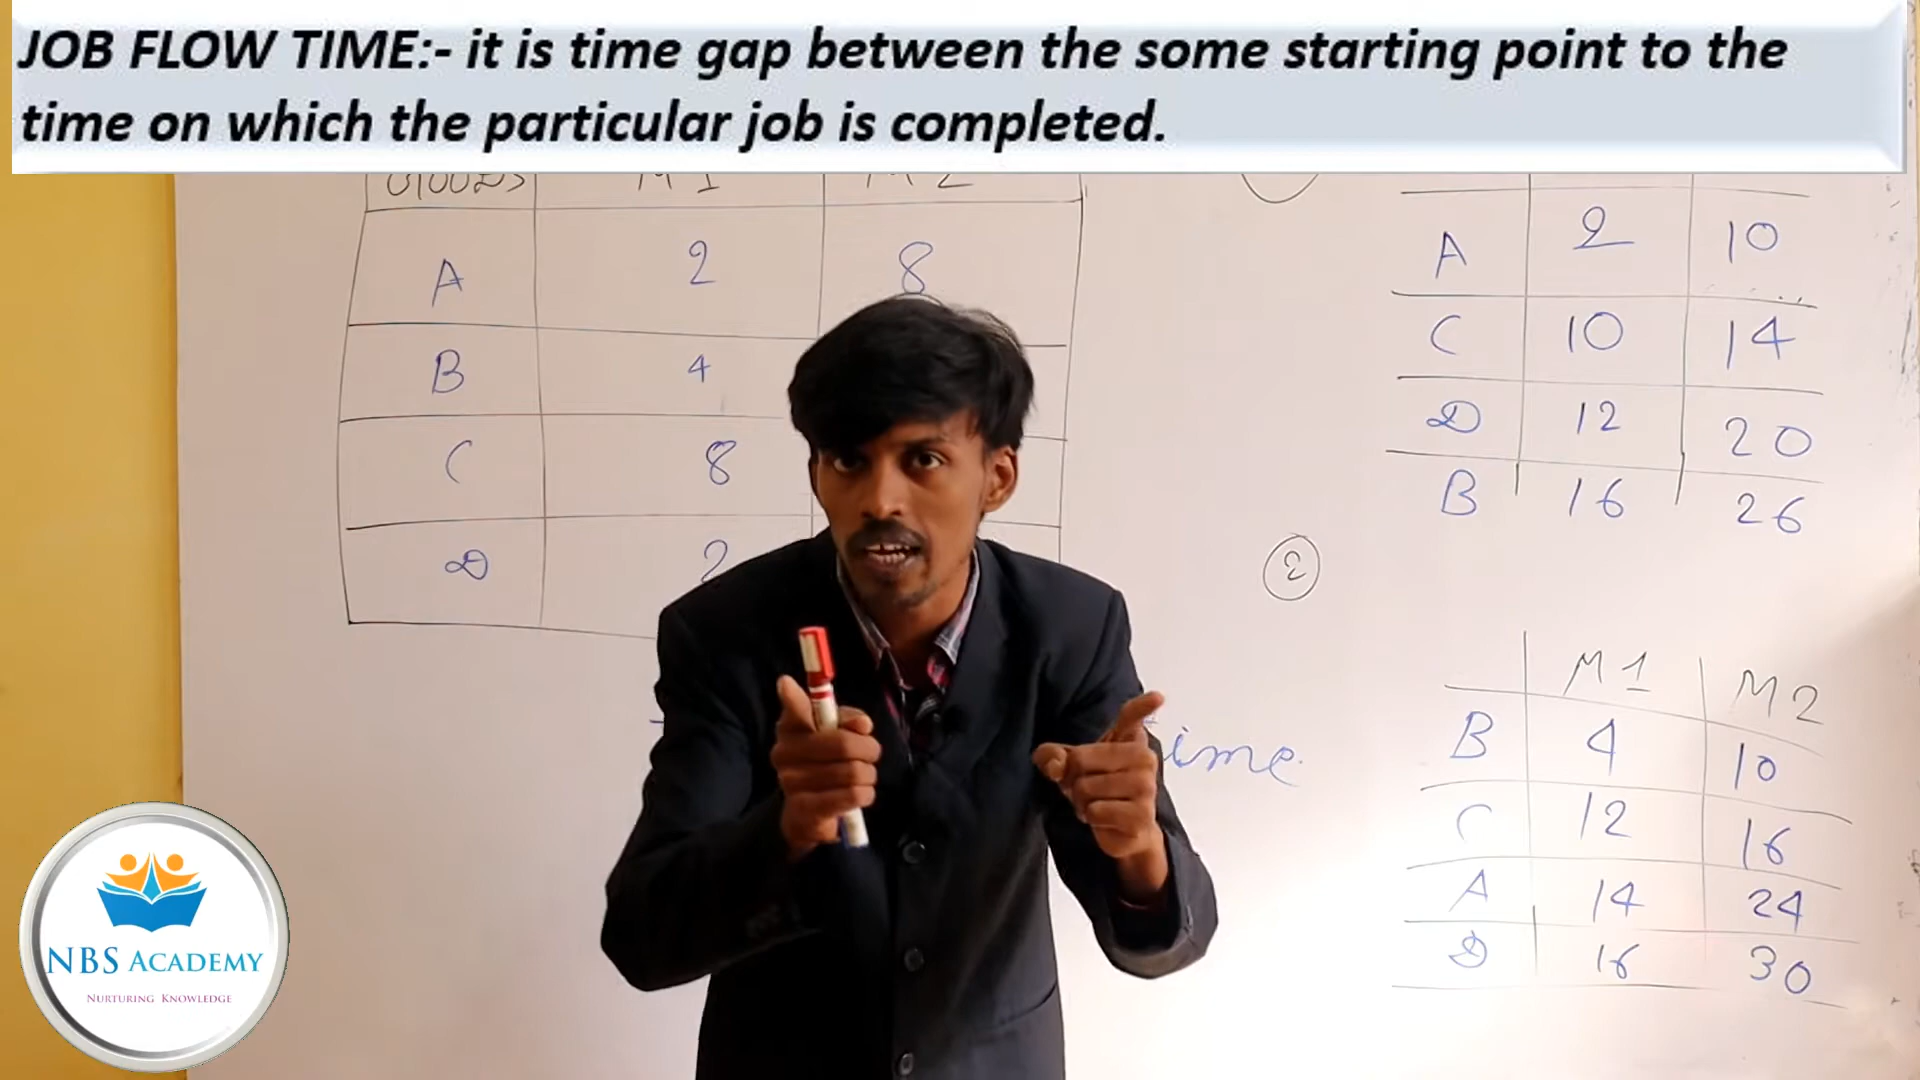 JOB FLOW TIME:- it is time gap between the some starting point to the
time on which the particular job is completed.
M1 M2
A 2 8
B 4
C 8
D 2
A 2 10
C 10 14
D 12 20
B 16 26
2
M1 M2
B 4 10
C 12 16
A 14 24
D 16 30
ime
NBS ACADEMY
NURTURING KNOWLEDGE